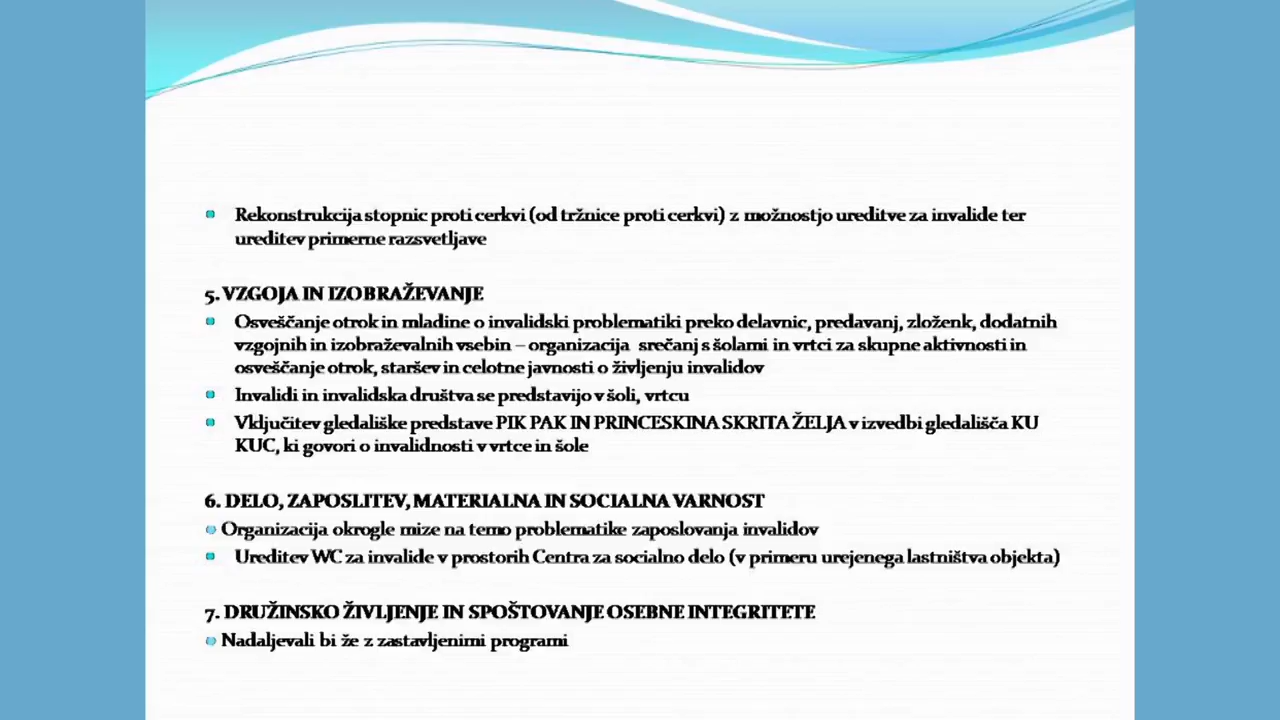 Rekonstrukcija stopnic proti cerkvi (od tržnice proti cerkvi) z možnostjo ureditve za invalide ter
ureditev primerne razsvetljave
5. VZGOJA IN IZOBRAŽEVANJE
Osveščanje otrok in mladine o invalidski problematiki preko delavnic, predavanj, zloženk, dodatnih
vzgojnih in izobraževalnih vsebin – organizacija srečanj s šolami in vrtci za skupne aktivnosti in
osveščanje otrok, staršev in celotne javnosti o življenju invalidov
Invalidi in invalidska društva se predstavijo v šoli, vrtcu
Vključitev gledališke predstave PIK PAK IN PRINCESKINA SKRITA ŽELJA v izvedbi gledališča KU
KUC, ki govori o invalidnosti v vrtce in šole
6. DELO, ZAPOSLITEV, MATERIALNA IN SOCIALNA VARNOST
Organizacija okrogle mize na temo problematike zaposlovanja invalidov
Ureditev WC za invalide v prostorih Centra za socialno delo (v primeru urejenega lastništva objekta)
7. DRUŽINSKO ŽIVLJENJE IN SPOŠTOVANJE OSEBNE INTEGRITETE
Nadaljevali bi že z zastavljenimi programi